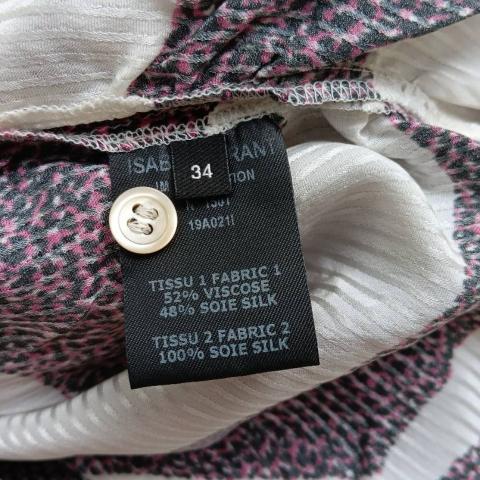 34
19A021I
TISSU 1 FABRIC 1
52% VISCOSE
48% SOIE SILK
TISSU 2 FABRIC 2
100% SOIE SILK